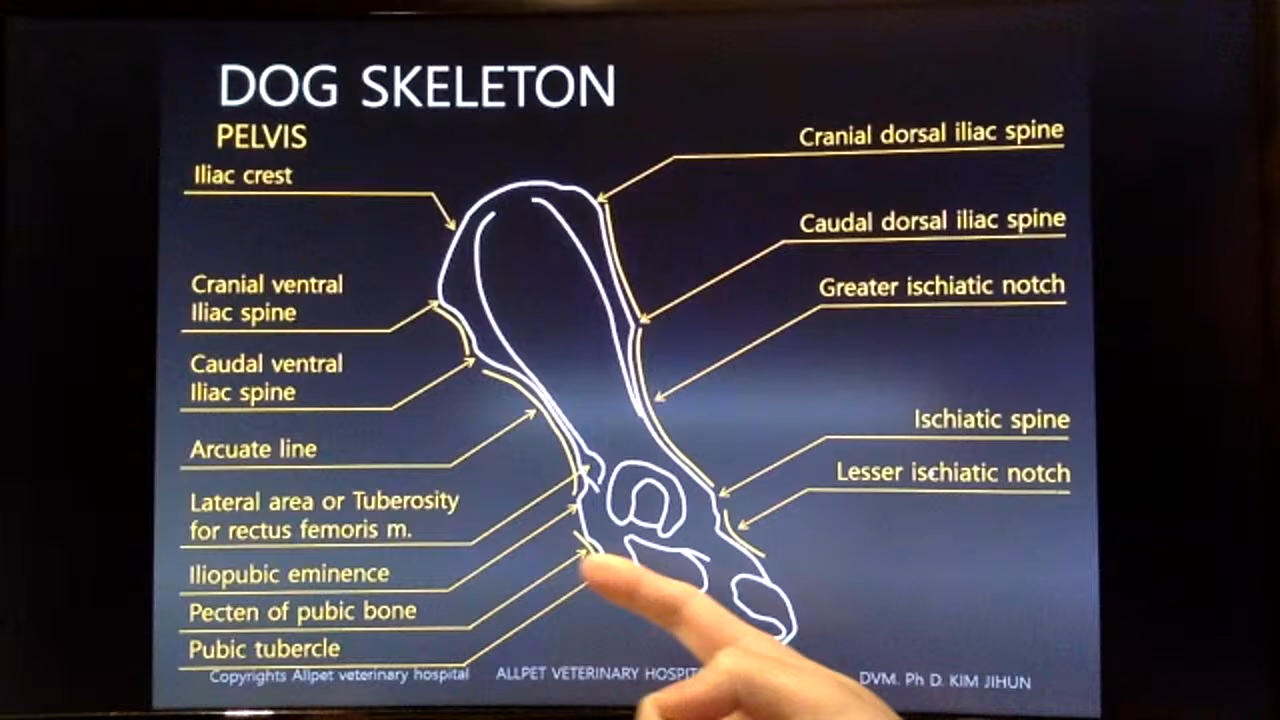 DOG SKELETON
PELVIS
Iliac crest
Cranial ventral
Iliac spine
Caudal ventral
Iliac spine
Arcuate line
Lateral area or Tuberosity
for rectus femoris m.
Iliopubic eminence
Pecten of pubic bone
Pubic tubercle
Cranial dorsal iliac spine
Caudal dorsal iliac spine
Greater ischiatic notch
Ischiatic spine
Lesser ischiatic notch
Copyrights Allpet veterinary hospital
ALLPET VETERINARY
DVM. Ph D. KIM JIHUN